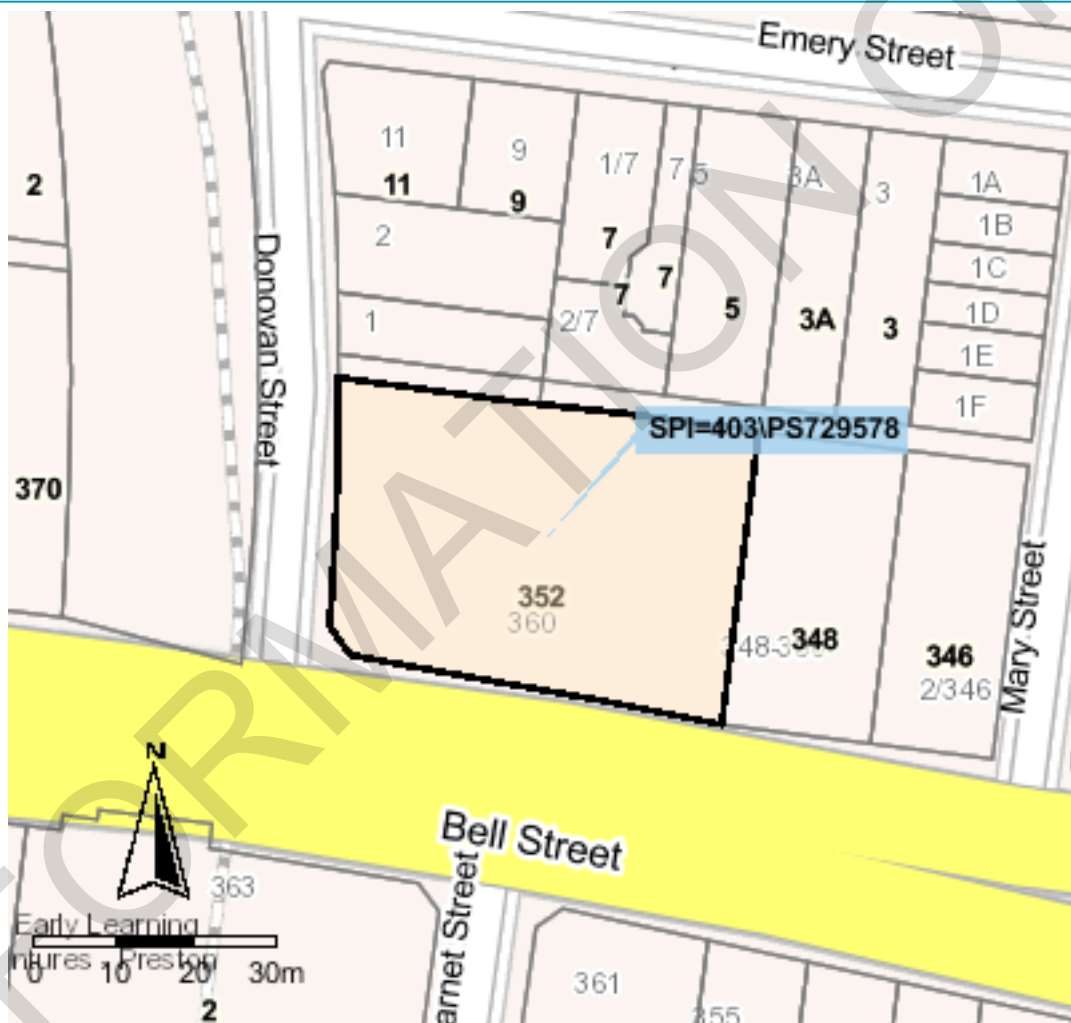 Emery Street
11
9
1/7
7
5
3A
3
1A
2
11
9
1B
2
7
1C
7
7
5
3A
3
1D
1
2/7
1E
1F
Donovan Street
SPI=403\PS729578
370
352
360
348
346
2/346
Mary Street
N
Bell Street
363
Early Learning
ntures - Preston
0 10 20 30m
2
arnet Street
361
355
FORMATION O